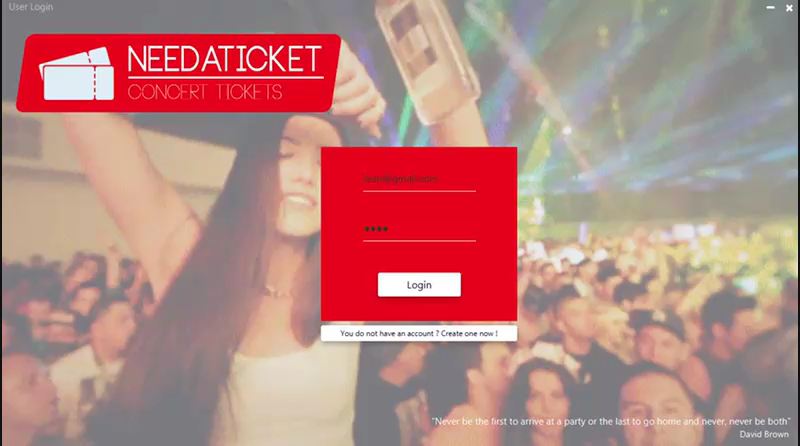 User Login
NEEDATICKET
CONCERT TICKETS
Login
You do not have an account ? Create one now !
"Never be the first to arrive at a party or the last to go home and never, never be both"
David Brown